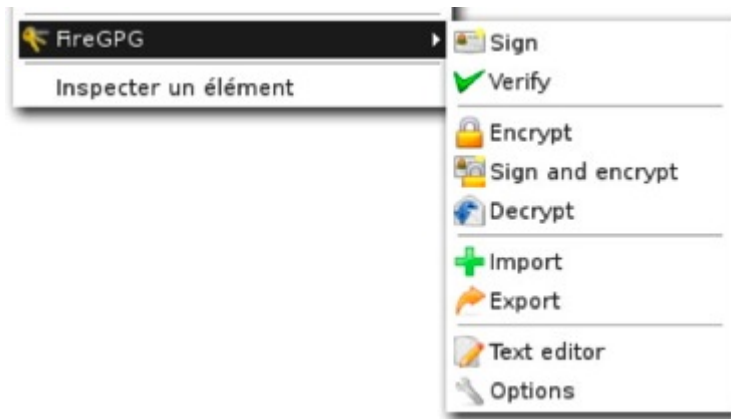 FireGPG
Inspecter un élément
Sign
Verify
Encrypt
Sign and encrypt
Decrypt
Import
Export
Text editor
Options